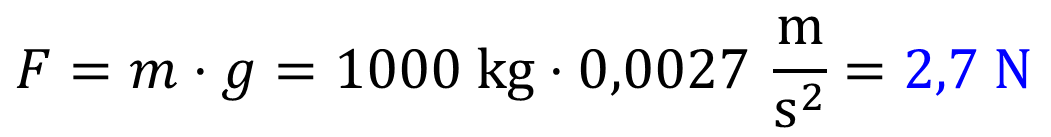 F = m · g = 1000 kg · 0,0027 m/s² = 2,7 N